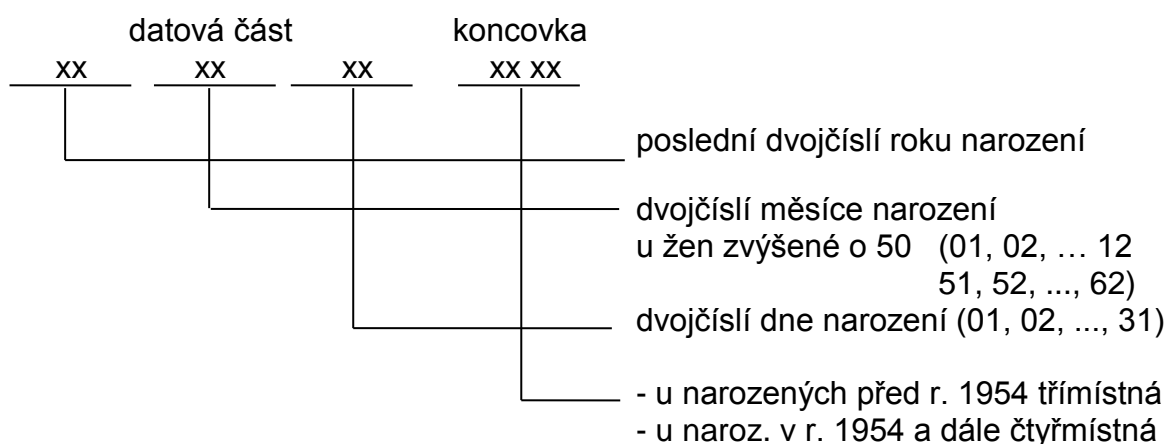 datová část koncovka
xx xx xx xx xx
poslední dvojčíslí roku narození
dvojčíslí měsíce narození
u žen zvýšené o 50 (01, 02, … 12
51, 52, ..., 62)
dvojčíslí dne narození (01, 02, ..., 31)
- u narozených před r. 1954 třímístná
- u naroz. v r. 1954 a dále čtyřmístná